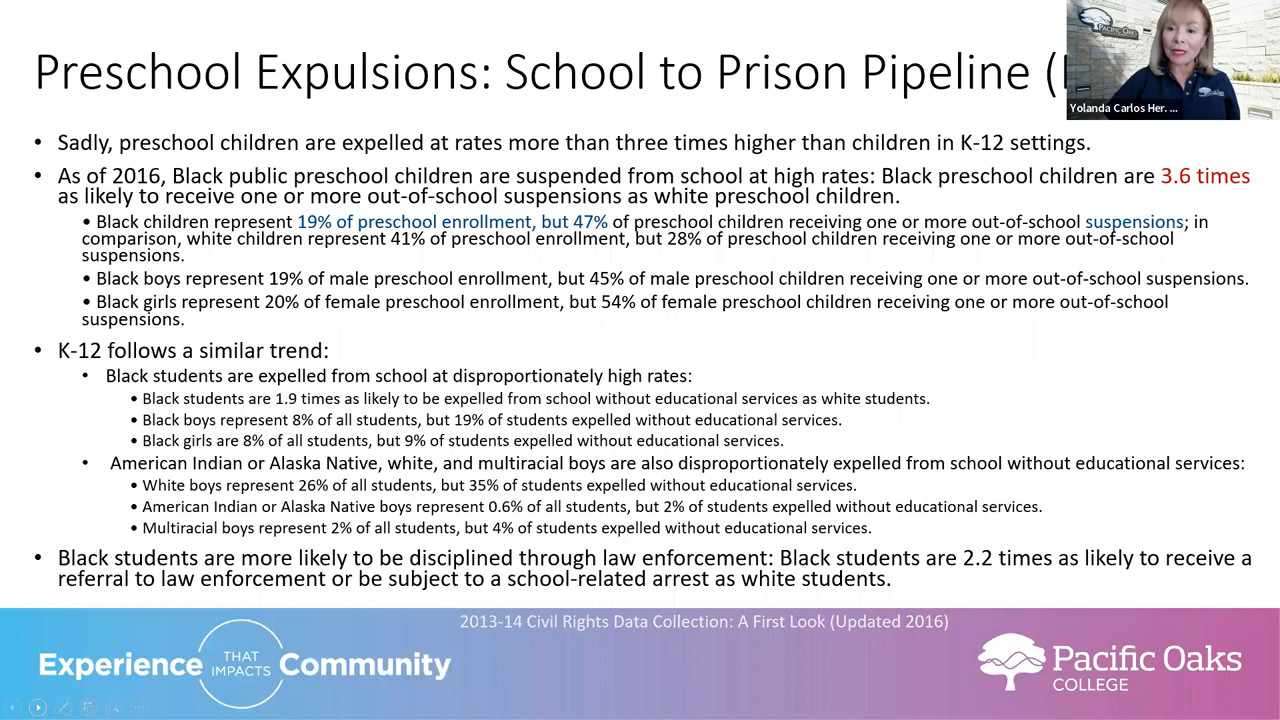 Preschool Expulsions: School to Prison Pipeline (
PACIFIC OAKS
Yolanda Carlos Her. ...
• Sadly, preschool children are expelled at rates more than three times higher than children in K-12 settings.
• As of 2016, Black public preschool children are suspended from school at high rates: Black preschool children are 3.6 times
as likely to receive one or more out-of-school suspensions as white preschool children.
• Black children represent 19% of preschool enrollment, but 47% of preschool children receiving one or more out-of-school suspensions; in
comparison, white children represent 41% of preschool enrollment, but 28% of preschool children receiving one or more out-of-school
suspensions.
• Black boys represent 19% of male preschool enrollment, but 45% of male preschool children receiving one or more out-of-school suspensions.
• Black girls represent 20% of female preschool enrollment, but 54% of female preschool children receiving one or more out-of-school
suspensions.
• K-12 follows a similar trend:
• Black students are expelled from school at disproportionately high rates:
• Black students are 1.9 times as likely to be expelled from school without educational services as white students.
• Black boys represent 8% of all students, but 19% of students expelled without educational services.
• Black girls are 8% of all students, but 9% of students expelled without educational services.
• American Indian or Alaska Native, white, and multiracial boys are also disproportionately expelled from school without educational services:
• White boys represent 26% of all students, but 35% of students expelled without educational services.
• American Indian or Alaska Native boys represent 0.6% of all students, but 2% of students expelled without educational services.
• Multiracial boys represent 2% of all students, but 4% of students expelled without educational services.
• Black students are more likely to be disciplined through law enforcement: Black students are 2.2 times as likely to receive a
referral to law enforcement or be subject to a school-related arrest as white students.
2013-14 Civil Rights Data Collection: A First Look (Updated 2016)
Experience THAT IMPACTS Community
Pacific Oaks
COLLEGE